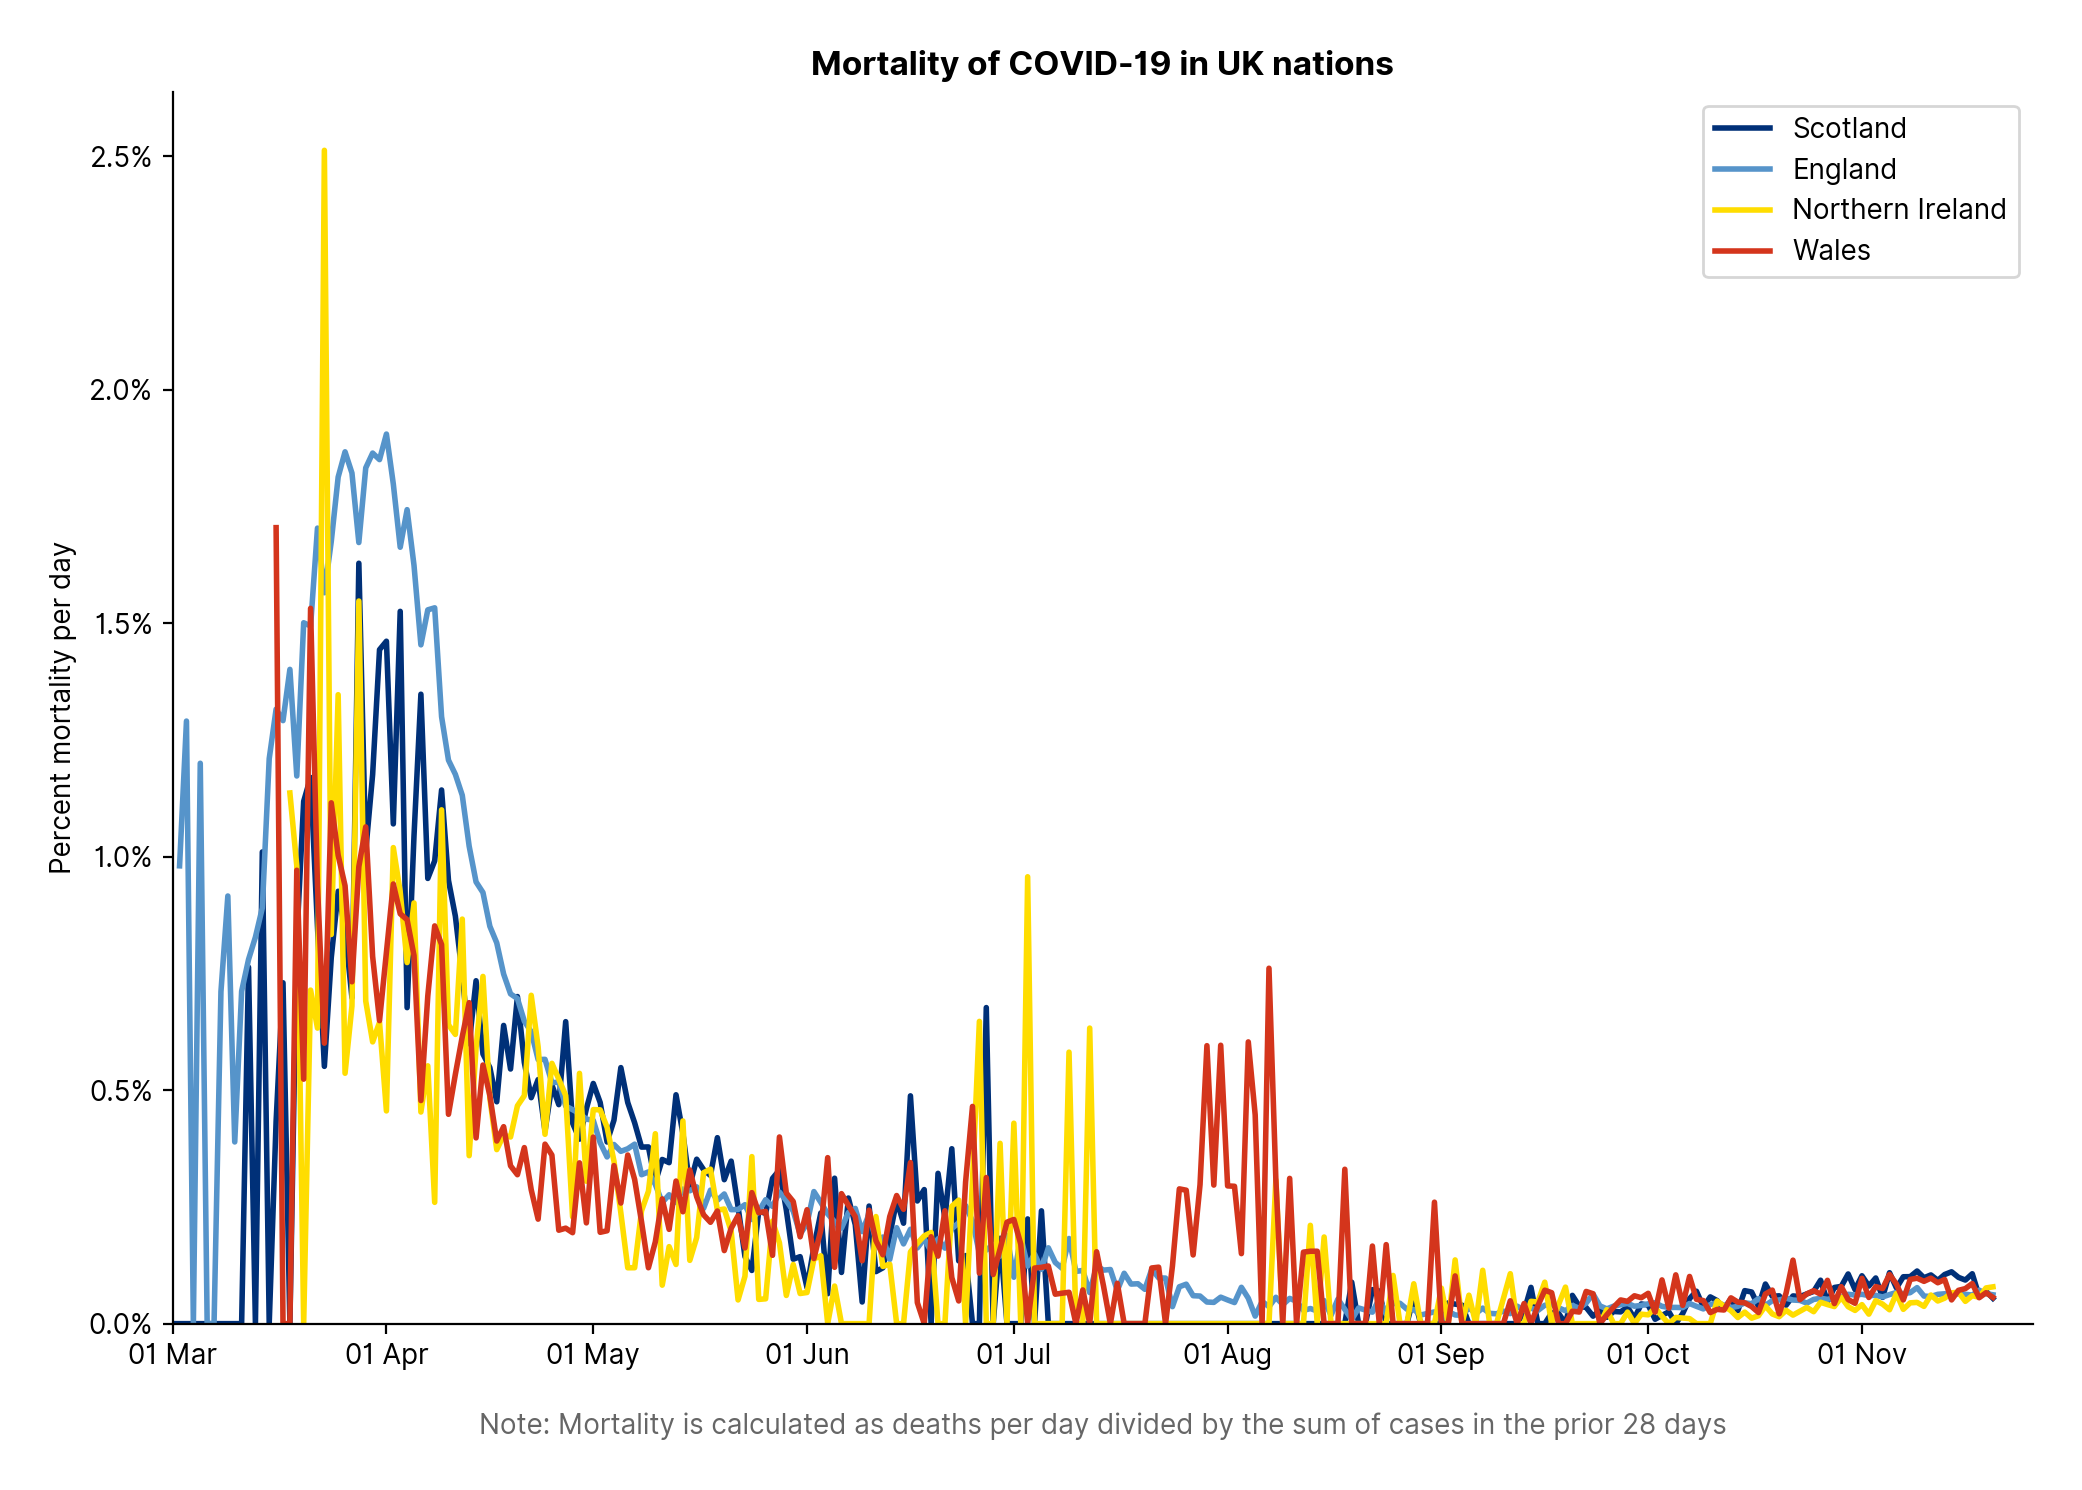 Mortality of COVID-19 in UK nations
Scotland
England
Northern Ireland
Wales
Percent mortality per day
2.5%
2.0%
1.5%
1.0%
0.5%
0.0%
01 Mar 01 Apr 01 May 01 Jun 01 Jul 01 Aug 01 Sep 01 Oct 01 Nov
Note: Mortality is calculated as deaths per day divided by the sum of cases in the prior 28 days